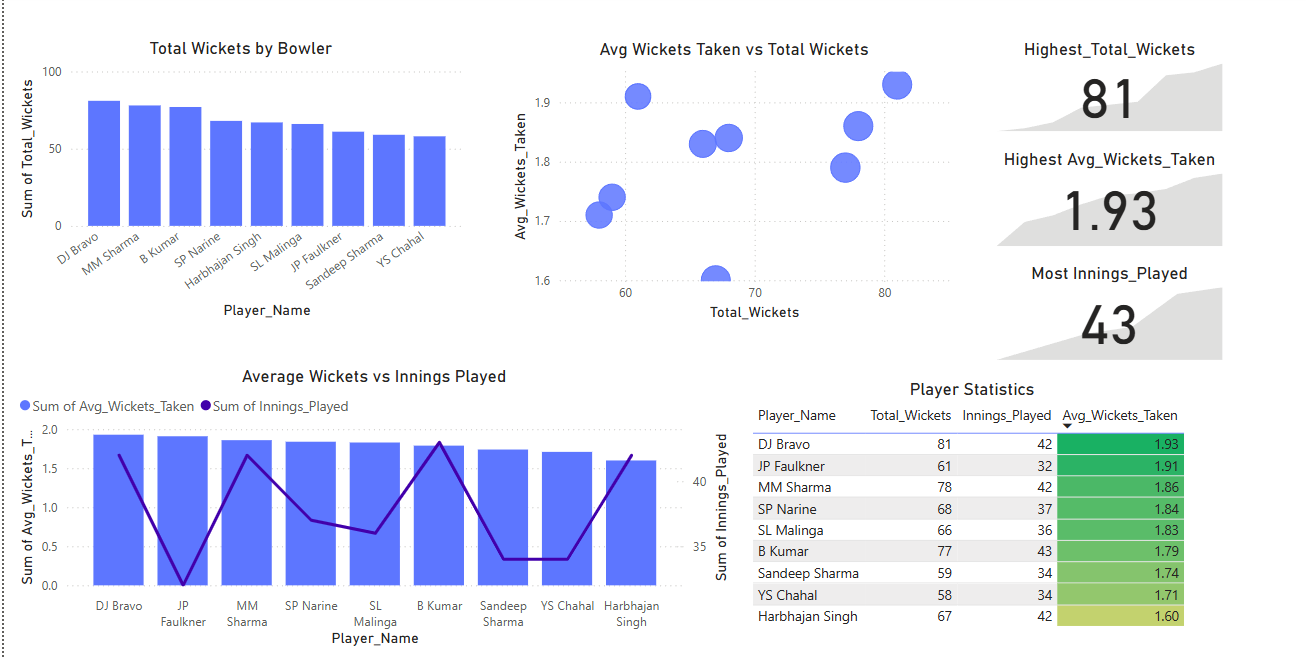 Total Wickets by Bowler
Sum of Total_Wickets
100
50
0
DJ Bravo
MM Sharma
B Kumar
SP Narine
Harbhajan Singh
SL Malinga
JP Faulkner
Sandeep Sharma
YS Chahal
Player_Name
Avg Wickets Taken vs Total Wickets
Avg_Wickets_Taken
1.9
1.8
1.7
1.6
60 70 80
Total_Wickets
Highest_Total_Wickets
81
Highest Avg_Wickets_Taken
1.93
Most Innings_Played
43
Average Wickets vs Innings Played
Sum of Avg_Wickets_Taken Sum of Innings_Played
Sum of Avg_Wickets_T...
2.0
1.5
1.0
0.5
0.0
40
35
Sum of Innings_Played
DJ Bravo
JP
Faulkner
MM
Sharma
SP Narine
SL
Malinga
B Kumar
Sandeep
Sharma
YS Chahal
Harbhajan
Singh
Player_Name
Player Statistics
Player_Name Total_Wickets Innings_Played Avg_Wickets_Taken
DJ Bravo 81 42 1.93
JP Faulkner 61 32 1.91
MM Sharma 78 42 1.86
SP Narine 68 37 1.84
SL Malinga 66 36 1.83
B Kumar 77 43 1.79
Sandeep Sharma 59 34 1.74
YS Chahal 58 34 1.71
Harbhajan Singh 67 42 1.60